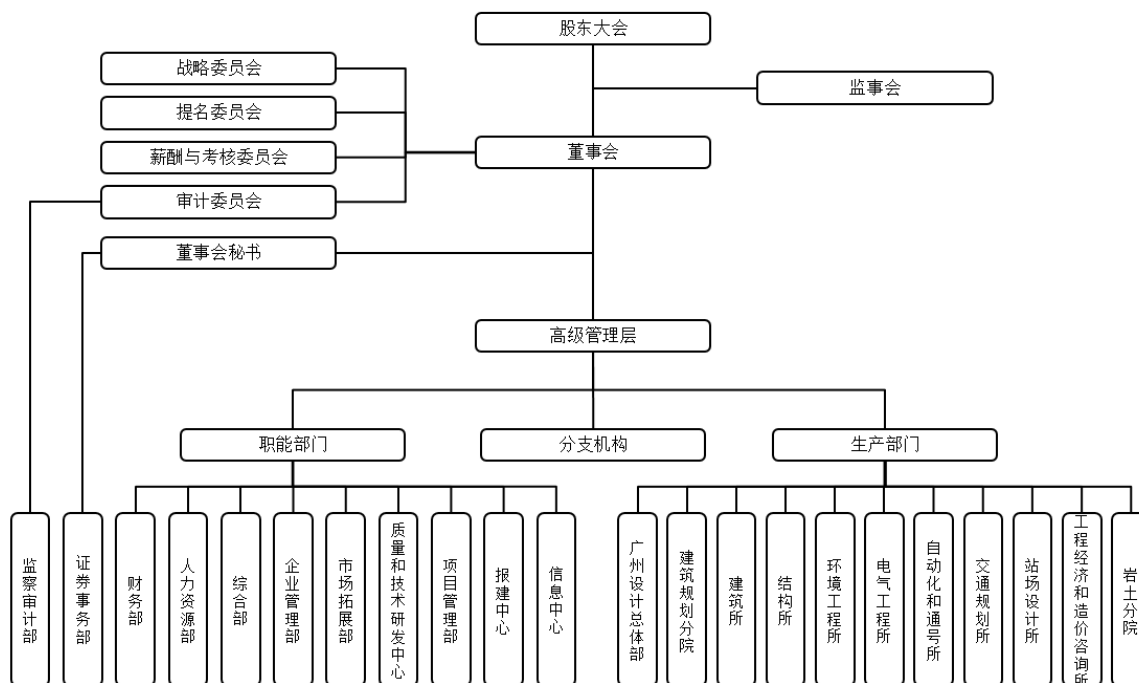 股东大会
战略委员会
监事会
提名委员会
董事会
薪酬与考核委员会
审计委员会
董事会秘书
高级管理层
职能部门
分支机构
生产部门
监察审计部
证券事务部
财务部
人力资源部
综合部
企业管理部
市场拓展部
质量和技术研发中心
项目管理部
报建中心
信息中心
广州设计总体部
建筑规划分院
建筑所
结构所
环境工程所
电气工程所
自动化和通号所
交通规划所
站场设计所
工程经济和造价咨询所
岩土分院